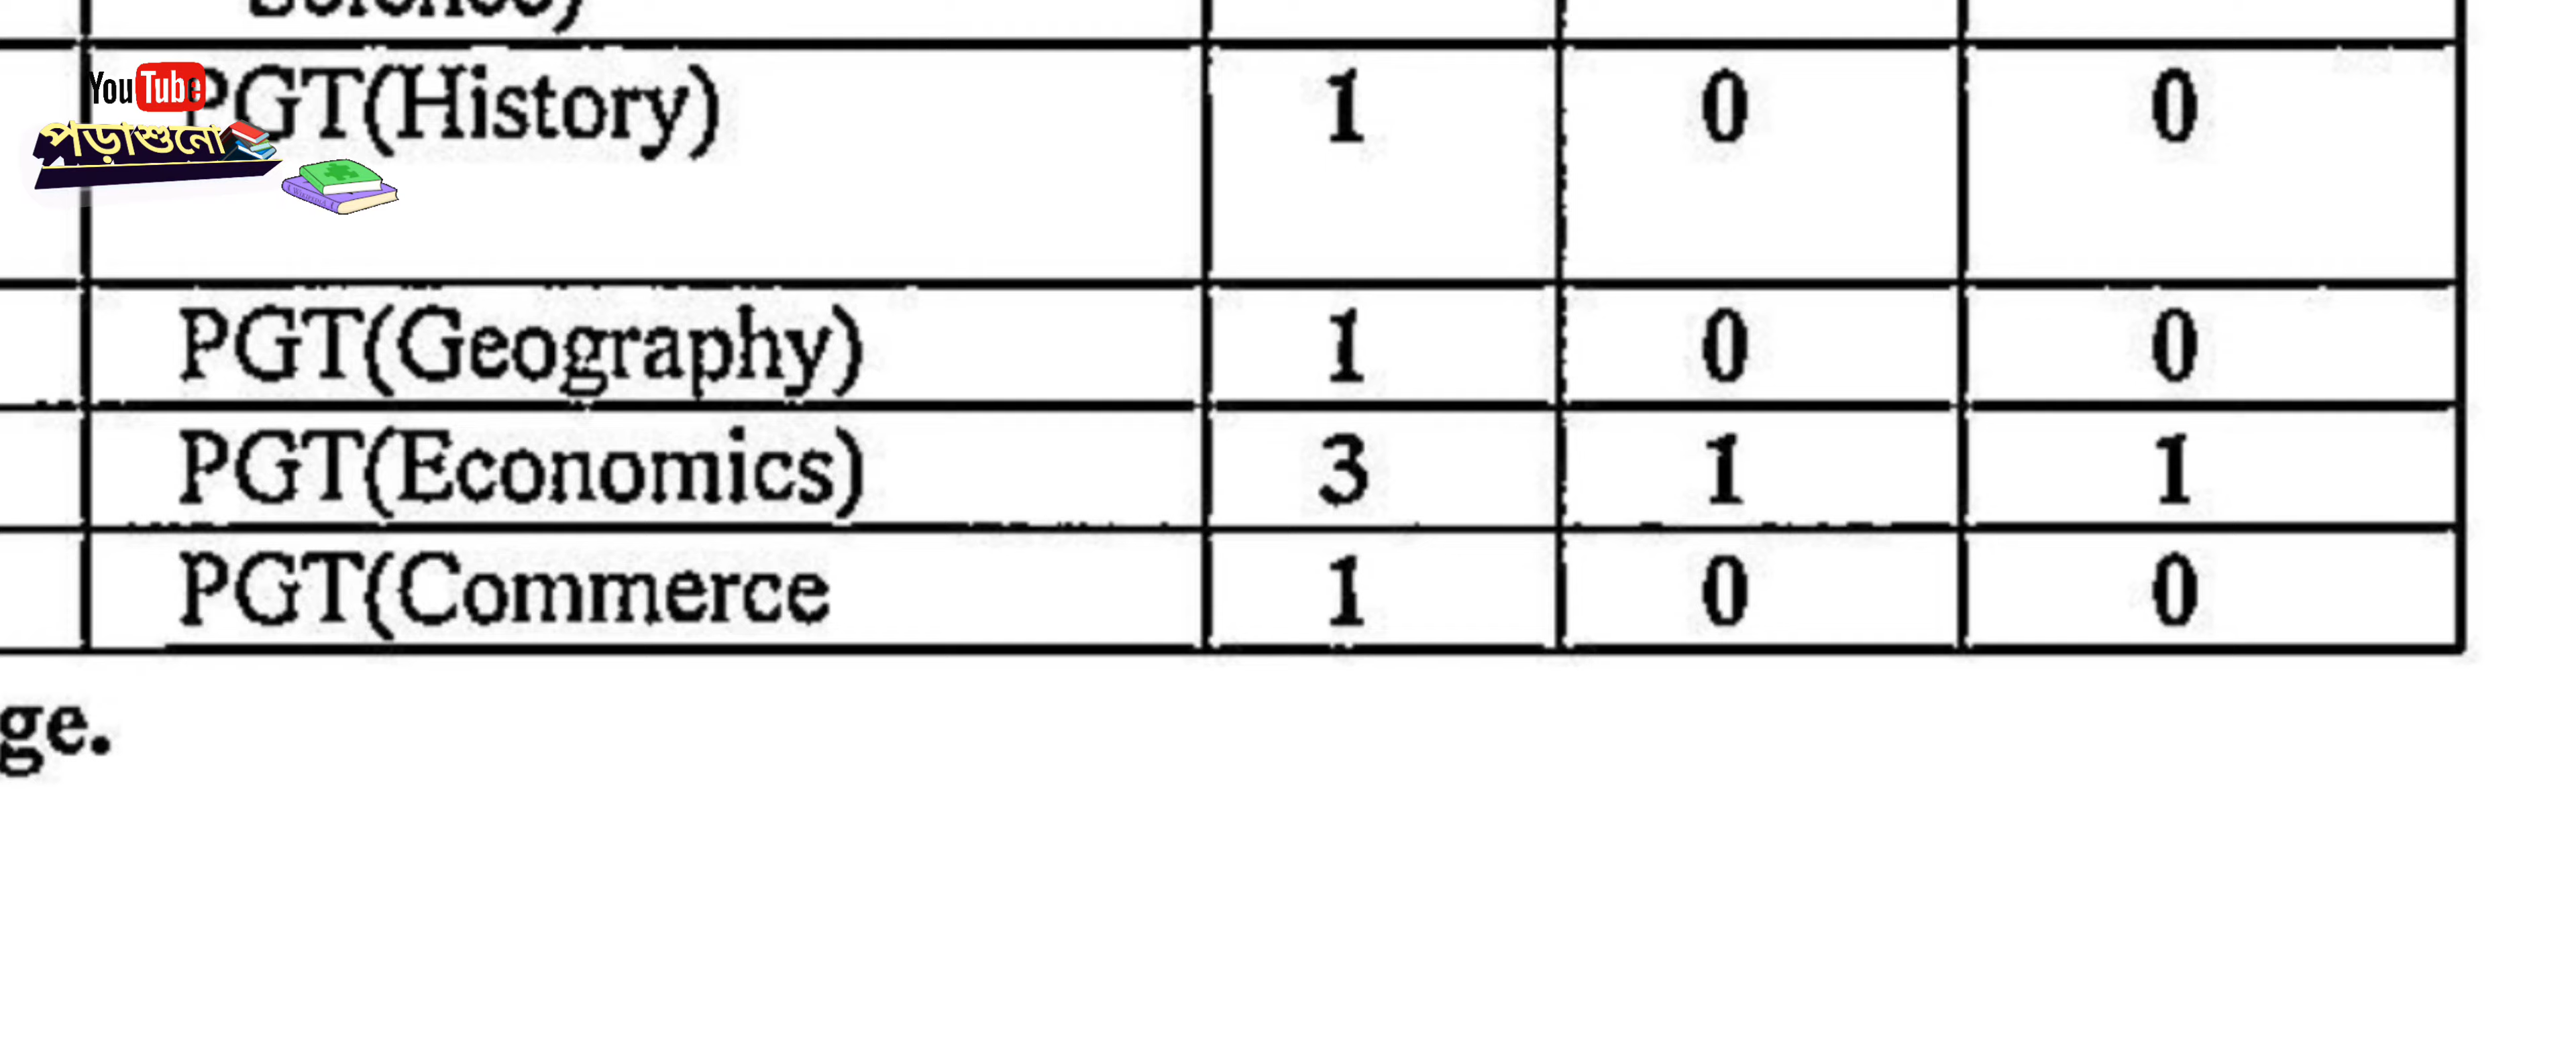 PGT(History) 1 0 0
YouTube
পড়াশুনো
PGT(Geography) 1 0 0
PGT(Economics) 3 1 1
PGT(Commerce 1 0 0
ge.